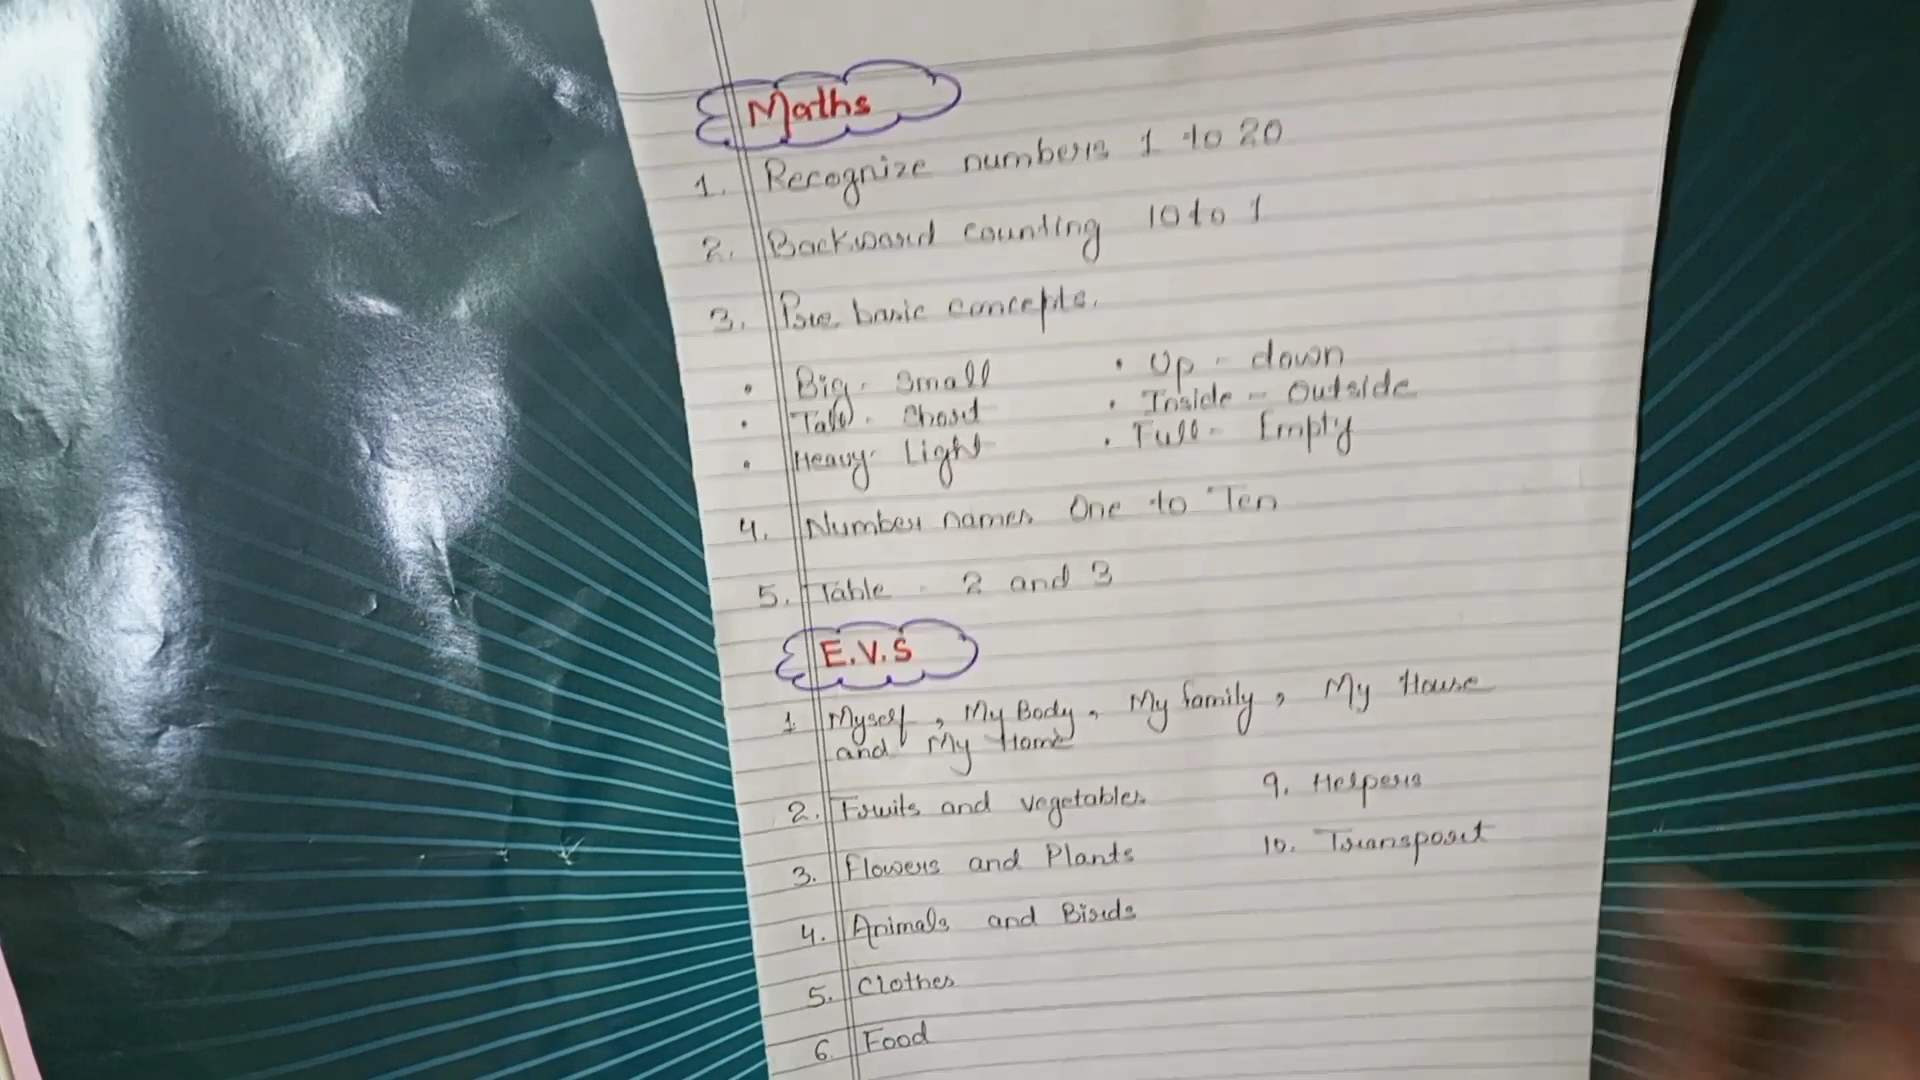 Maths
1. Recognize numbers 1 to 20
2. Backward counting 10 to 1
3. Pre basic concepts.
• Big - Small • Up - down
• Tall - Short • Inside - Outside
• Heavy - Light • Full - Empty
4. Number names One to Ten
5. Table - 2 and 3
E.V.S
1. Myself, My Body, My family, My House
and My Home
2. Fruits and vegetables 9. Helpers
3. Flowers and Plants 10. Transport
4. Animals and Birds
5. Clothes
6. Food